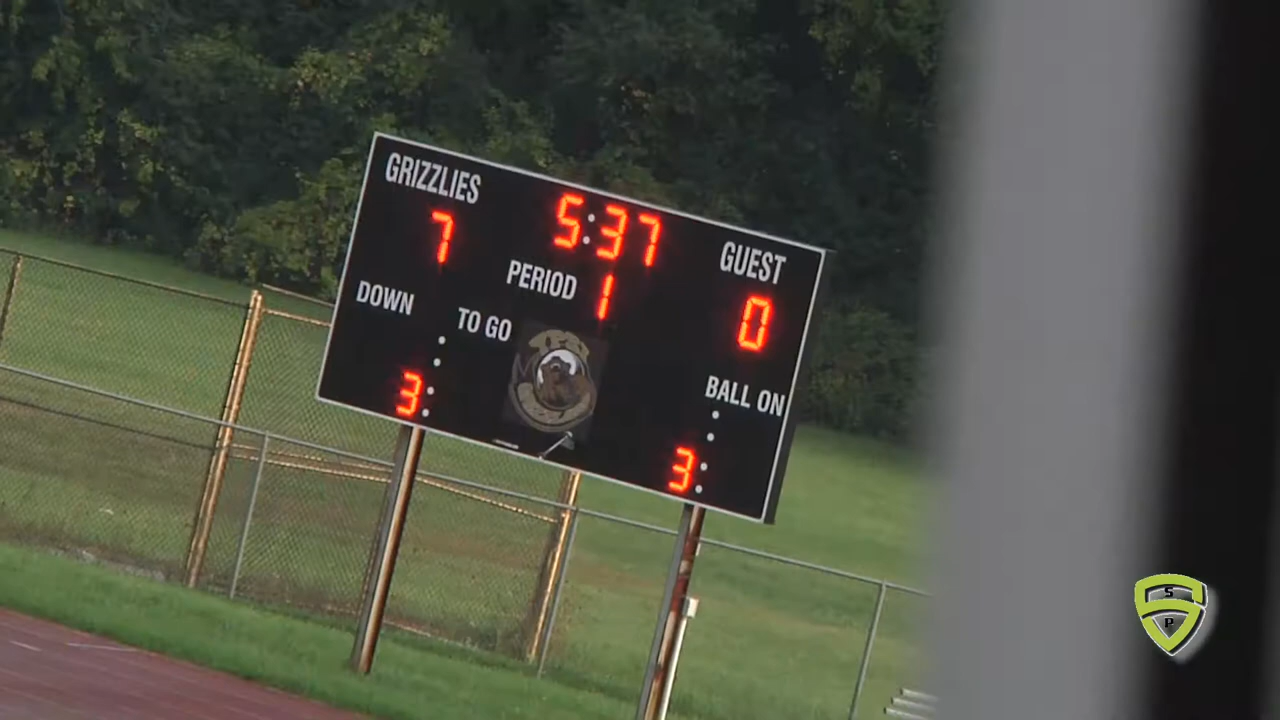 GRIZZLIES
7
5:37
GUEST
0
PERIOD 1
DOWN
TO GO
3
BALL ON
3
S
P